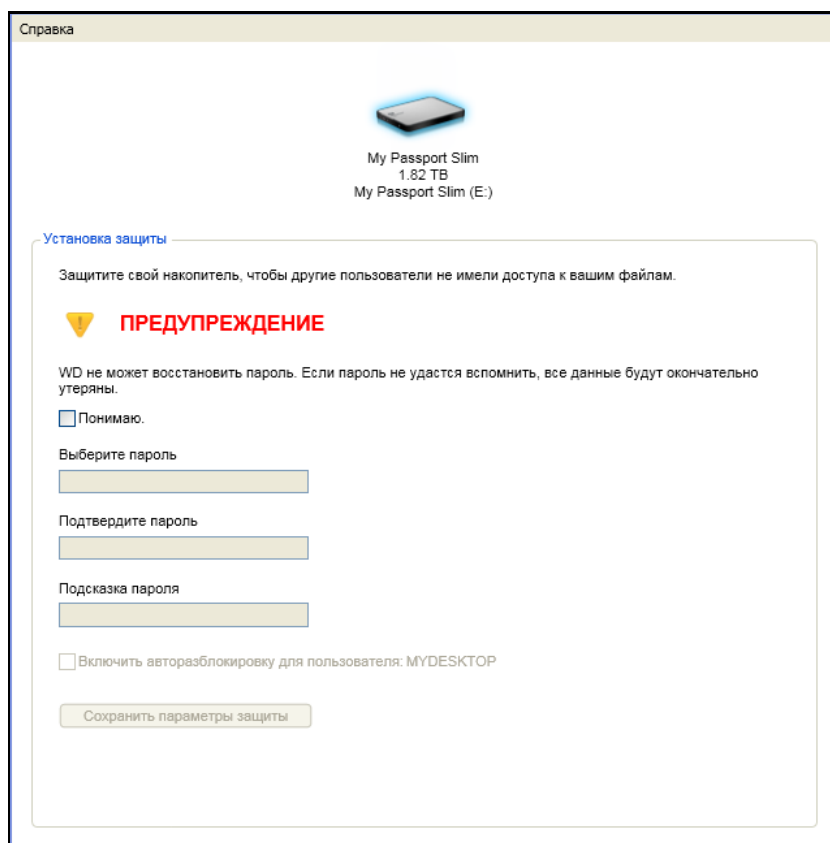 Справка
My Passport Slim
1.82 TB
My Passport Slim (E:)
Установка защиты
Защитите свой накопитель, чтобы другие пользователи не имели доступа к вашим файлам.
ПРЕДУПРЕЖДЕНИЕ
WD не может восстановить пароль. Если пароль не удастся вспомнить, все данные будут окончательно
утеряны.
Понимаю.
Выберите пароль
Подтвердите пароль
Подсказка пароля
Включить авторазблокировку для пользователя: MYDESKTOP
Сохранить параметры защиты